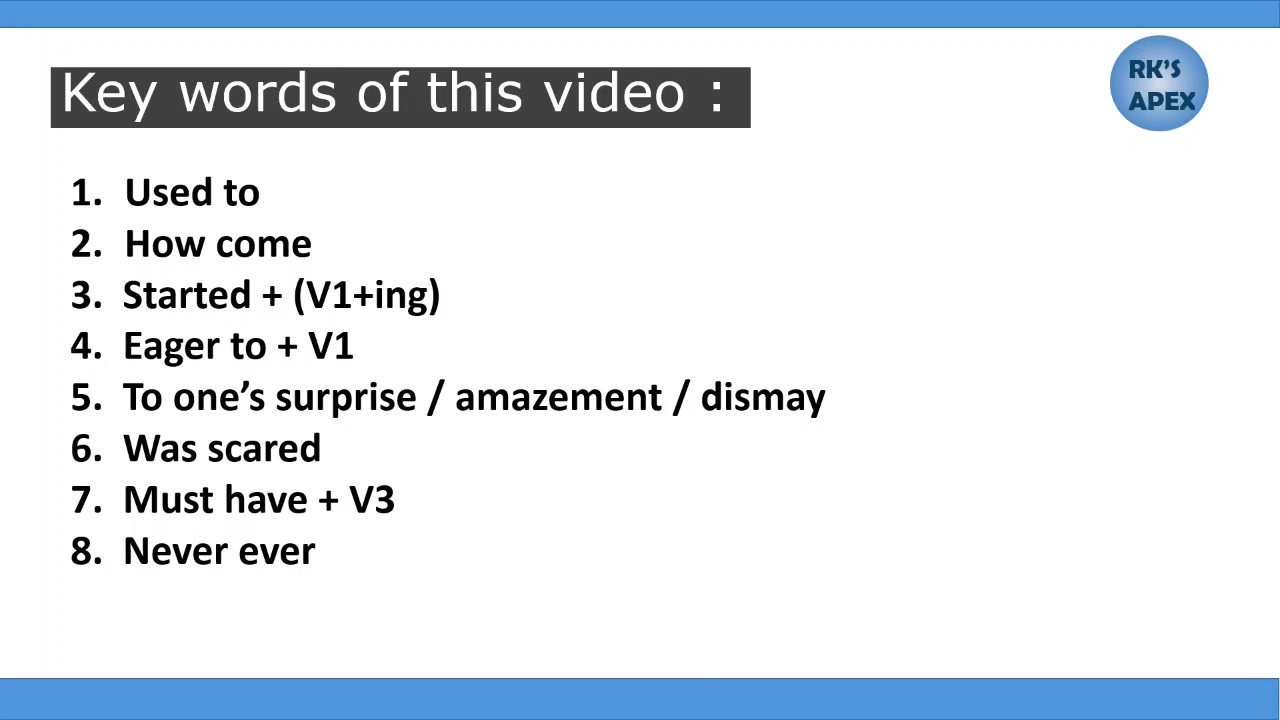 Key words of this video :
RK'S
APEX
1. Used to
2. How come
3. Started + (V1+ing)
4. Eager to + V1
5. To one’s surprise / amazement / dismay
6. Was scared
7. Must have + V3
8. Never ever